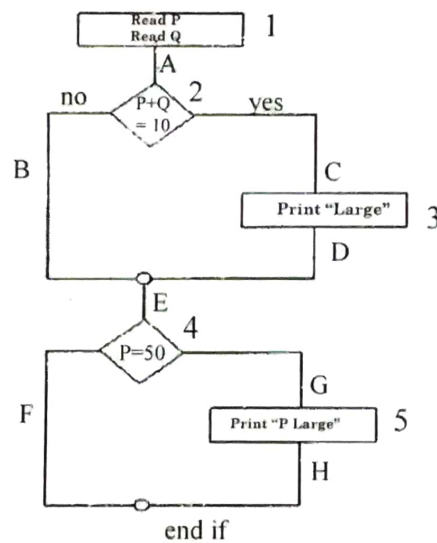 Read P
Read Q
1
A
no
P+Q
= 10
2
yes
B
C
Print "Large"
3
D
E
4
P=50
F
G
Print "P Large"
5
H
end if